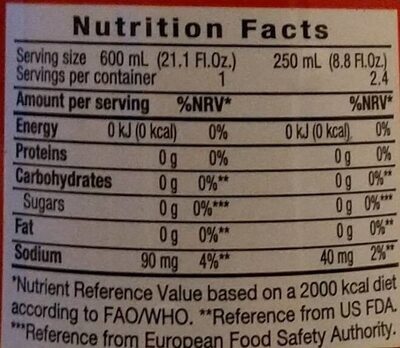 Nutrition Facts
Serving size 600 mL (21.1 Fl.Oz.) 250 mL (8.8 Fl.Oz.)
Servings per container 1 2.4
Amount per serving %NRV* %NRV*
Energy 0 kJ (0 kcal) 0% 0 kJ (0 kcal) 0%
Proteins 0 g 0% 0 g 0%
Carbohydrates 0 g 0%** 0 g 0%**
Sugars 0 g 0%*** 0 g 0%***
Fat 0 g 0%** 0 g 0%**
Sodium 90 mg 4%** 40 mg 2%**
*Nutrient Reference Value based on a 2000 kcal diet
according to FAO/WHO. **Reference from US FDA.
***Reference from European Food Safety Authority.